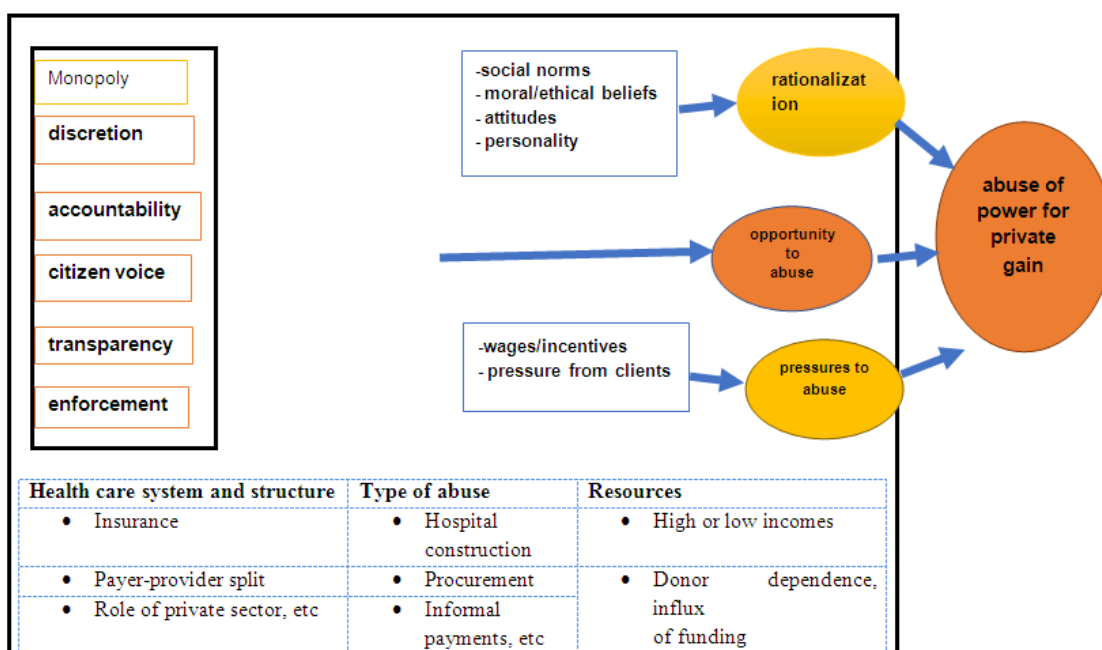 Monopoly
discretion
accountability
citizen voice
transparency
enforcement
-social norms
- moral/ethical beliefs
- attitudes
- personality
rationalizat
ion
opportunity
to
abuse
-wages/incentives
- pressure from clients
pressures to
abuse
abuse of
power for
private
gain
Health care system and structure
Type of abuse
Resources
• Insurance
• Hospital
construction
• High or low incomes
• Payer-provider split
• Procurement
• Donor dependence,
influx
of funding
• Role of private sector, etc
• Informal
payments, etc